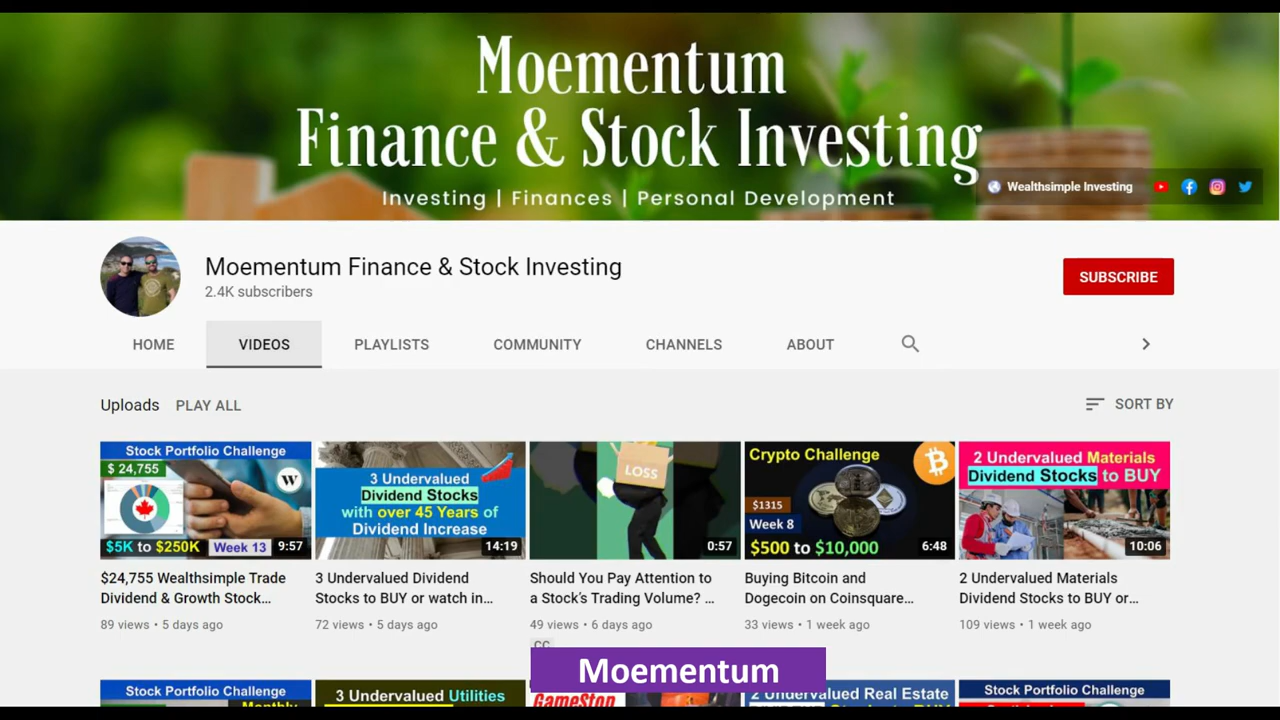 Moementum
Finance & Stock Investing
Investing | Finances | Personal Development
Wealthsimple Investing
Moementum Finance & Stock Investing
2.4K subscribers
SUBSCRIBE
HOME
VIDEOS
PLAYLISTS
COMMUNITY
CHANNELS
ABOUT
Uploads
PLAY ALL
SORT BY
Stock Portfolio Challenge
$ 24,755
W
$5K to $250K
Week 13
9:57
3 Undervalued
Dividend Stocks
with over 45 Years of
Dividend Increase
14:19
LOSS
0:57
Crypto Challenge
$1315
Week 8
$500 to $10,000
6:48
2 Undervalued Materials
Dividend Stocks to BUY
10:06
$24,755 Wealthsimple Trade
Dividend & Growth Stock...
89 views • 5 days ago
3 Undervalued Dividend
Stocks to BUY or watch in...
72 views • 5 days ago
Should You Pay Attention to
a Stock's Trading Volume? ...
49 views • 6 days ago
CC
Buying Bitcoin and
Dogecoin on Coinsquare...
33 views • 1 week ago
2 Undervalued Materials
Dividend Stocks to BUY or...
109 views • 1 week ago
Moementum
Stock Portfolio Challenge
Monthly
3 Undervalued Utilities
GameStop
2 Undervalued Real Estate
Stock Portfolio Challenge